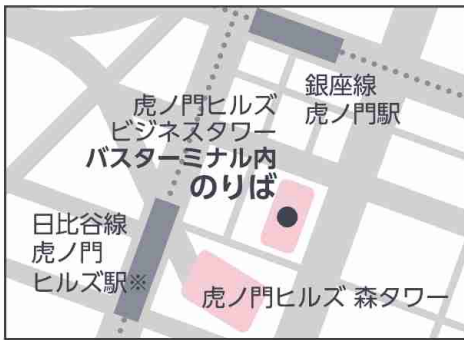 銀座線
虎ノ門駅
虎ノ門ヒルズ
ビジネスタワー
バスターミナル内
のりば
日比谷線
虎ノ門
ヒルズ駅※
虎ノ門ヒルズ 森タワー